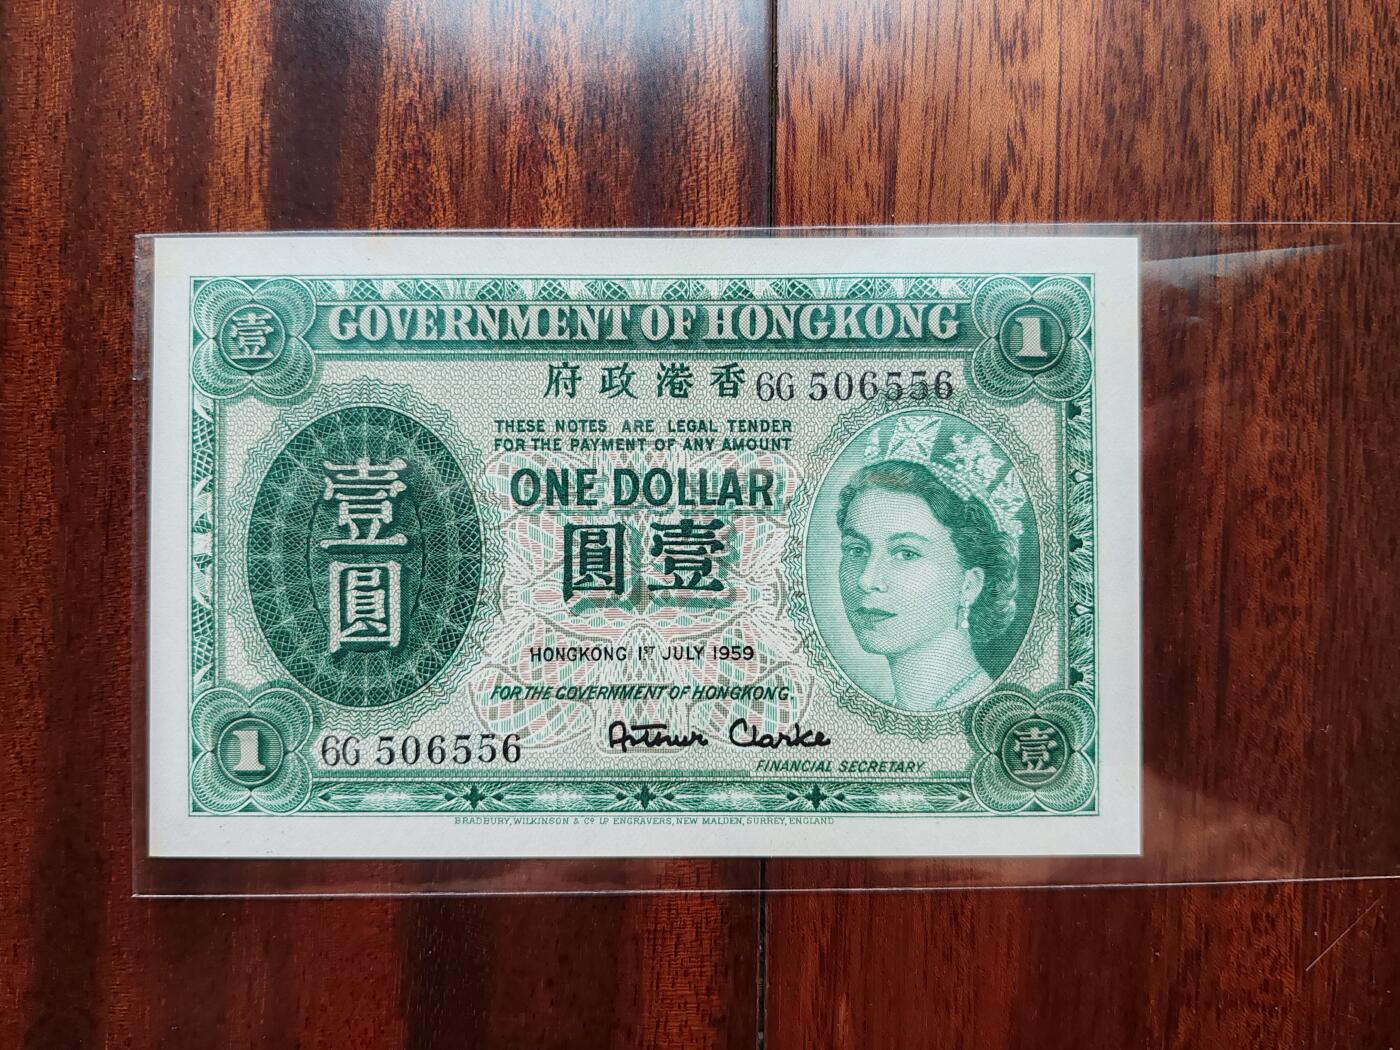 壹 GOVERNMENT OF HONGKONG 1
府政港香 6G 506556
THESE NOTES ARE LEGAL TENDER
FOR THE PAYMENT OF ANY AMOUNT
ONE DOLLAR
圓壹
壹
圓
HONGKONG 1ST JULY 1959
FOR THE GOVERNMENT OF HONGKONG.
1 6G 506556 Arthur Clarke 壹
FINANCIAL SECRETARY
BRADBURY, WILKINSON & Co. LD. ENGRAVERS, NEW MALDEN, SURREY, ENGLAND